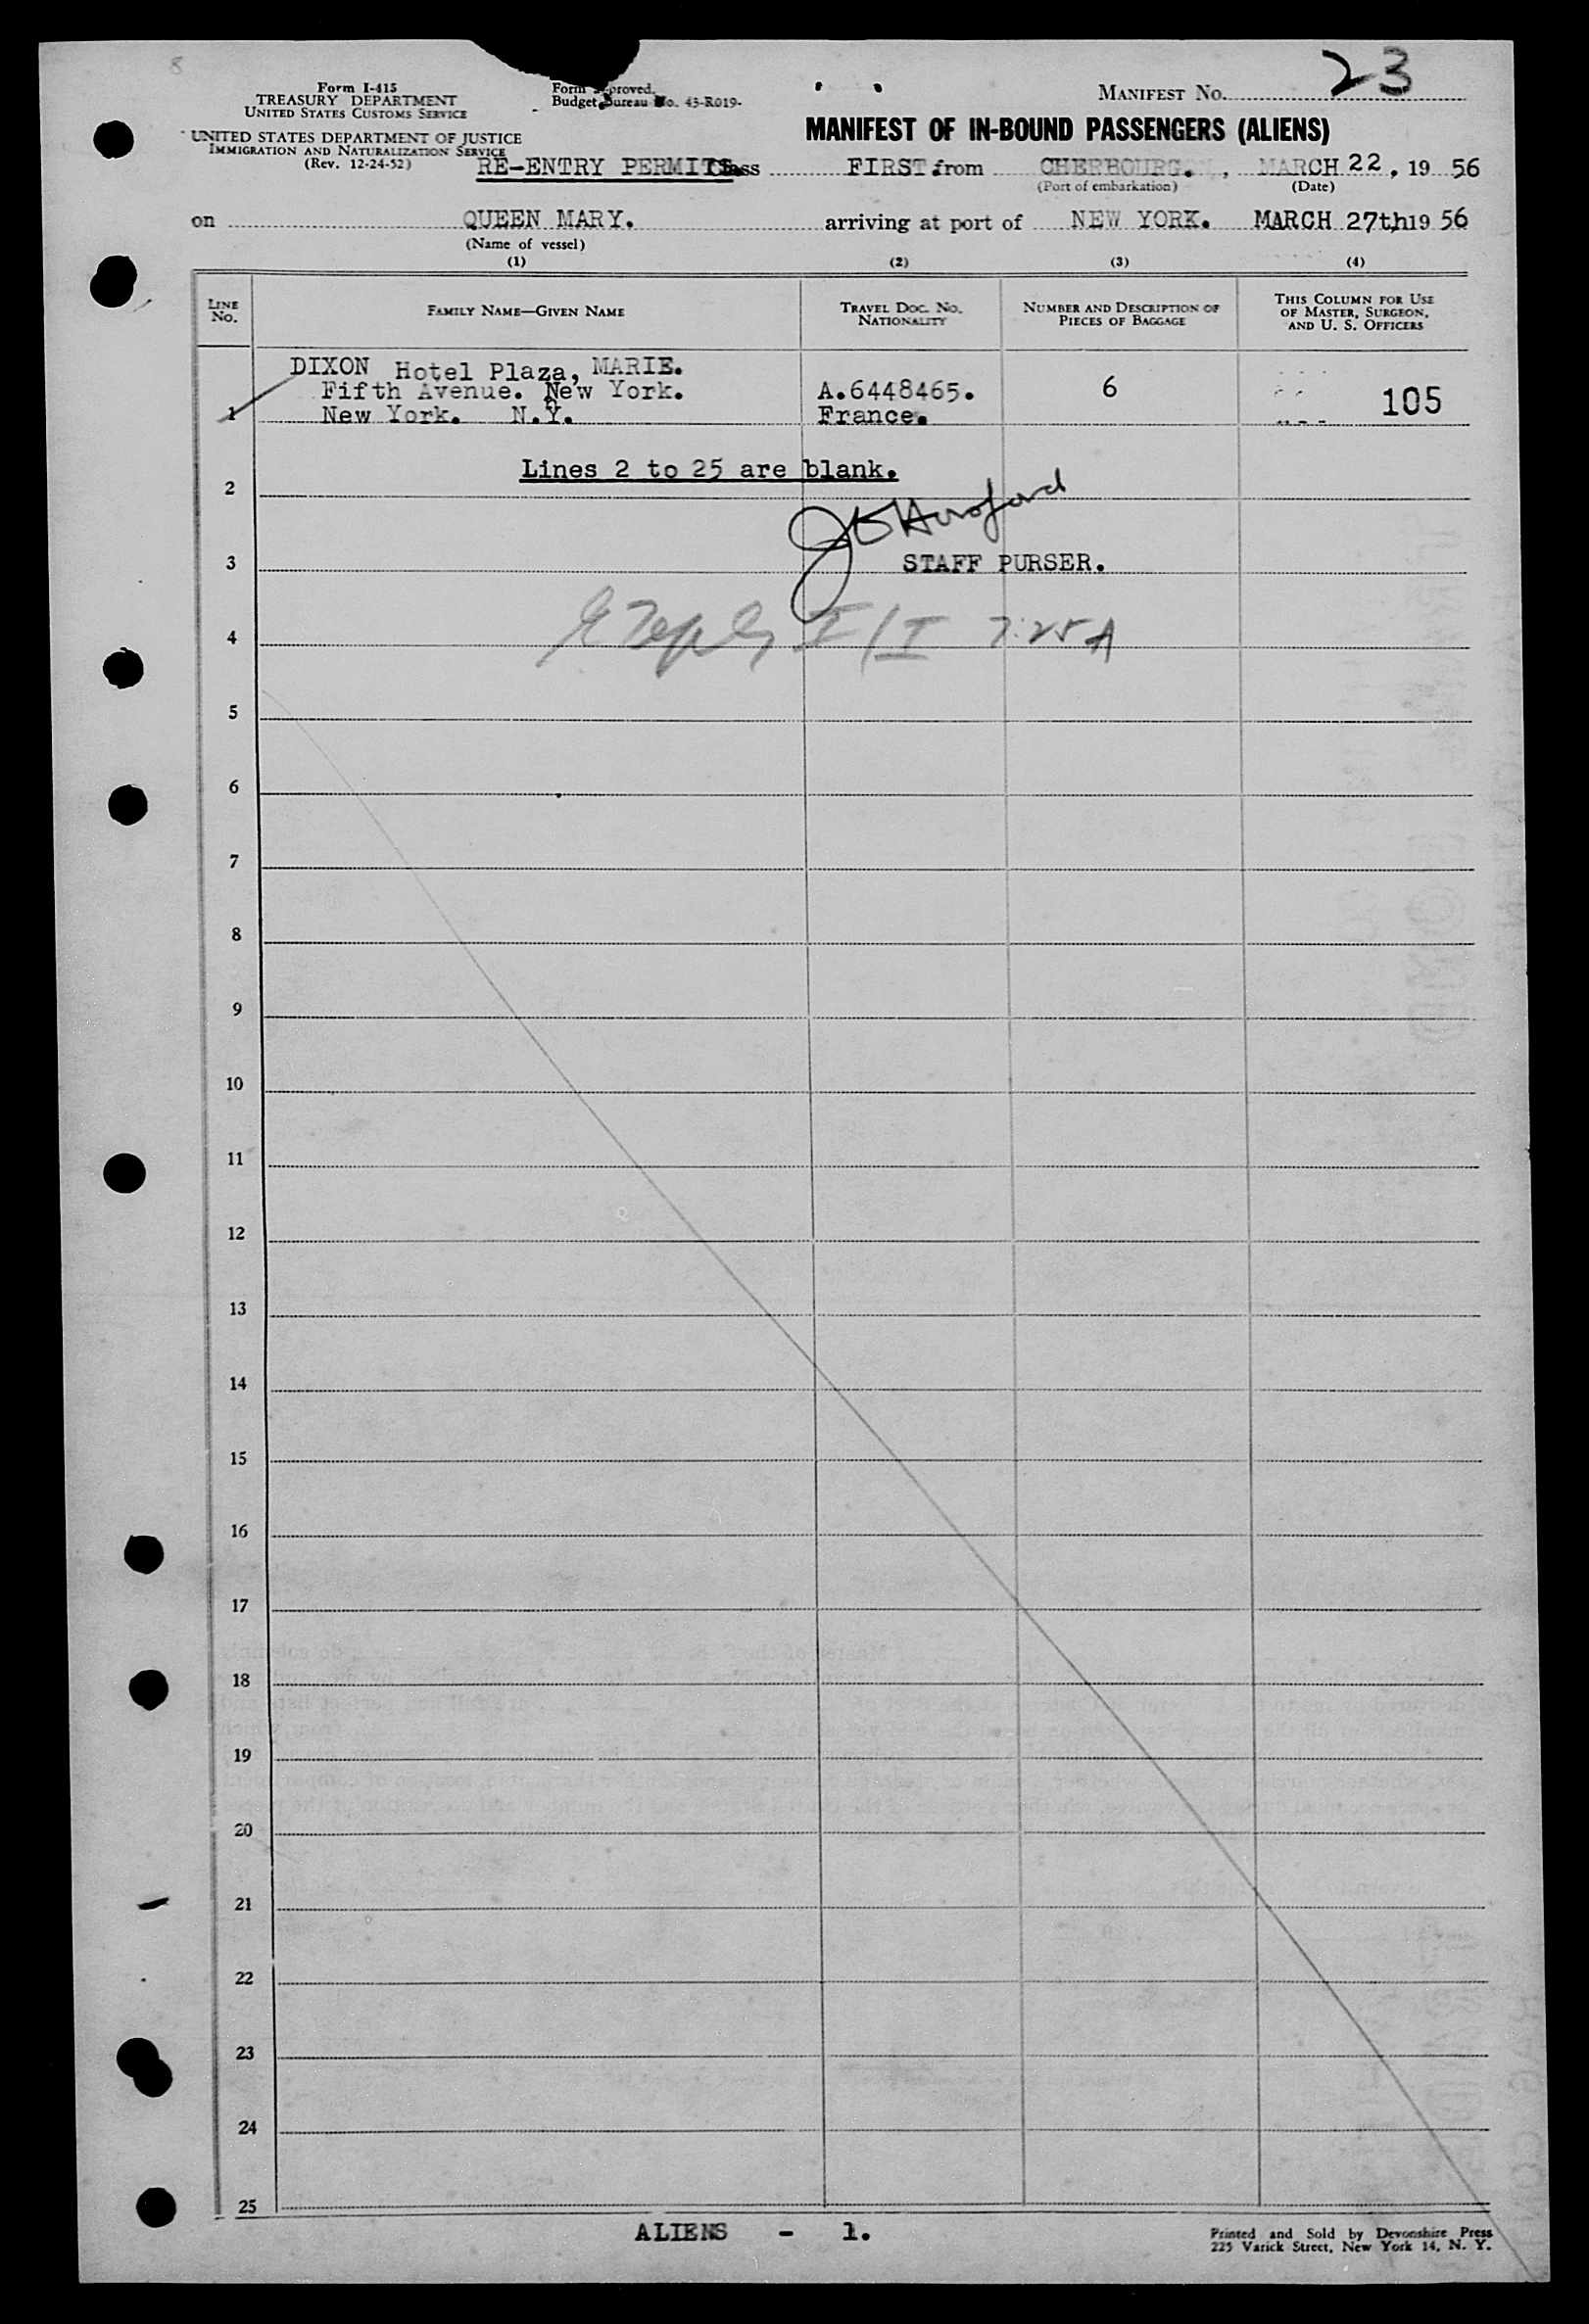 8
23
Form I-415
TREASURY DEPARTMENT
UNITED STATES CUSTOMS SERVICE
UNITED STATES DEPARTMENT OF JUSTICE
IMMIGRATION AND NATURALIZATION SERVICE
(Rev. 12-24-52)
Form Approved.
Budget Bureau No. 43-R019-
MANIFEST No.
MANIFEST OF IN-BOUND PASSENGERS (ALIENS)
RE-ENTRY PERMITS. Class FIRST. from CHERBOURG. , MARCH 22, 19 56
(Port of embarkation) (Date)
on QUEEN MARY. arriving at port of NEW YORK. MARCH 27th 19 56
(Name of vessel)
(1) (2) (3) (4)
LINE No. FAMILY NAME—GIVEN NAME TRAVEL DOC. NO. NATIONALITY NUMBER AND DESCRIPTION OF PIECES OF BAGGAGE THIS COLUMN FOR USE OF MASTER, SURGEON, AND U. S. OFFICERS
DIXON Hotel Plaza, MARIE.
Fifth Avenue. New York. A.6448465. 6 105
1 New York. N.Y. France.
Lines 2 to 25 are blank.
2
3 STAFF PURSER.
4 I/I 7:25 A
5
6
7
8
9
10
11
12
13
14
15
16
17
18
19
20
21
22
23
24
25
ALIENS - 1.
Printed and Sold by Devonshire Press
225 Varick Street, New York 14, N. Y.